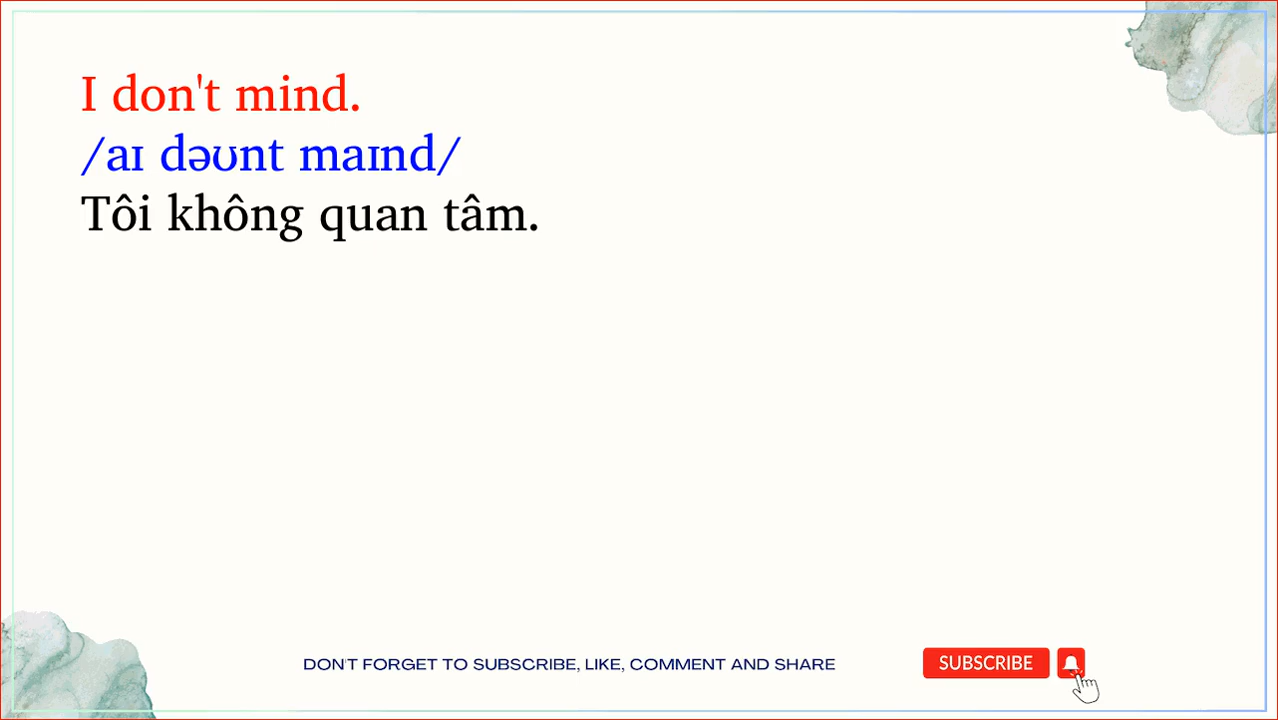 I don't mind.
/aɪ dəʊnt maɪnd/
Tôi không quan tâm.
DON'T FORGET TO SUBSCRIBE, LIKE, COMMENT AND SHARE
SUBSCRIBE